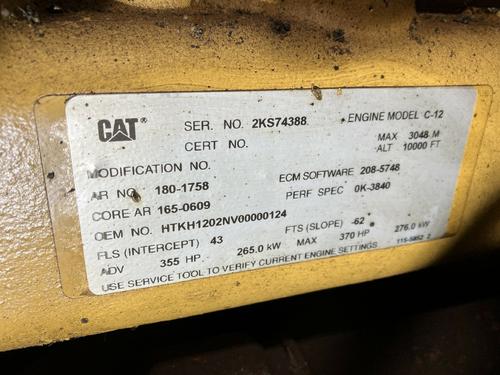 CAT® SER. NO. 2KS74388 ENGINE MODEL C-12
CERT NO. MAX 3048 M
MODIFICATION NO. ALT 10000 FT
AR NO. 180-1758 ECM SOFTWARE 208-5748
CORE AR 165-0609 PERF SPEC 0K-3840
OEM NO. HTKH1202NV00000124
FLS (INTERCEPT) 43 FTS (SLOPE) -62
ADV 355 HP 265.0 kW MAX 370 HP 276.0 kW
USE SERVICE TOOL TO VERIFY CURRENT ENGINE SETTINGS